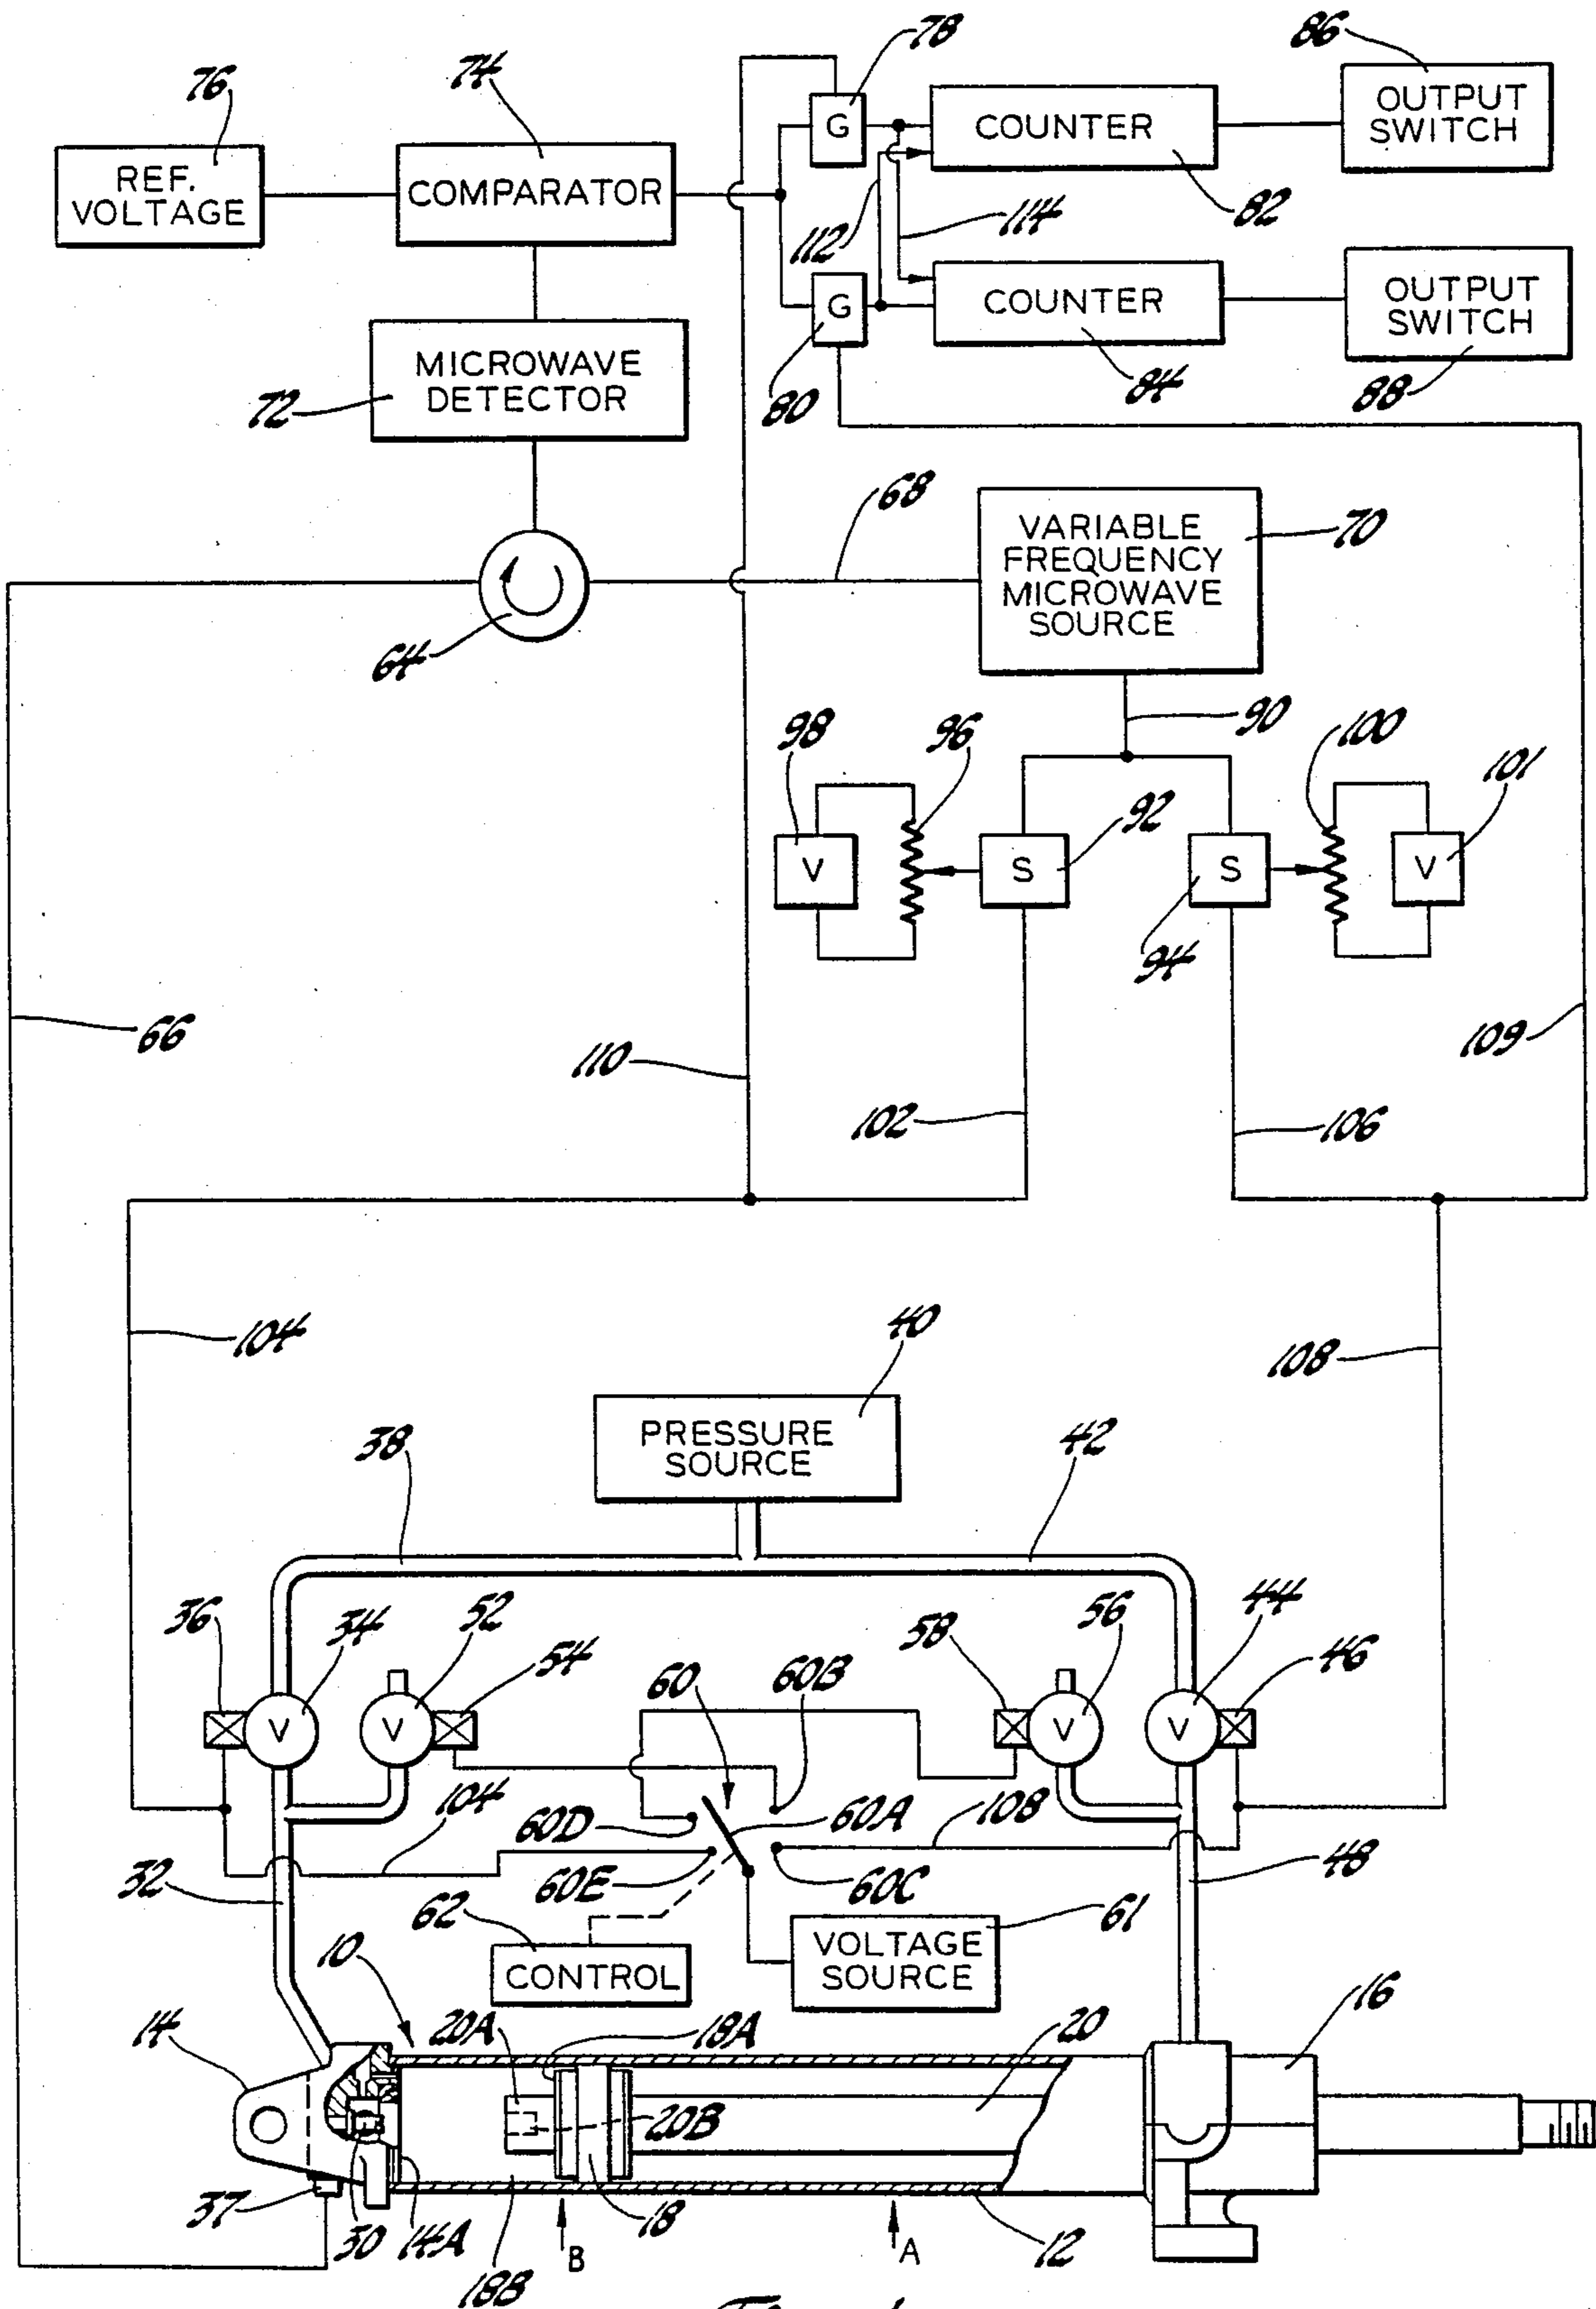 78
86
74
76
G
COUNTER
OUTPUT
SWITCH
REF.
VOLTAGE
COMPARATOR
82
112
114
G
COUNTER
OUTPUT
SWITCH
MICROWAVE
DETECTOR
72
80
84
88
68
VARIABLE
FREQUENCY
MICROWAVE
SOURCE
70
64
90
98
96
100
101
92
V
S
S
V
94
66
110
109
102
106
104
40
108
PRESSURE
SOURCE
38
42
36
34
52
54
60
60B
58
56
44
46
V
V
V
V
104
60D
60A
108
32
60E
60C
48
62
61
10
CONTROL
VOLTAGE
SOURCE
14
20A
18A
20
16
20B
37
30
14A
18B
B
18
A
12